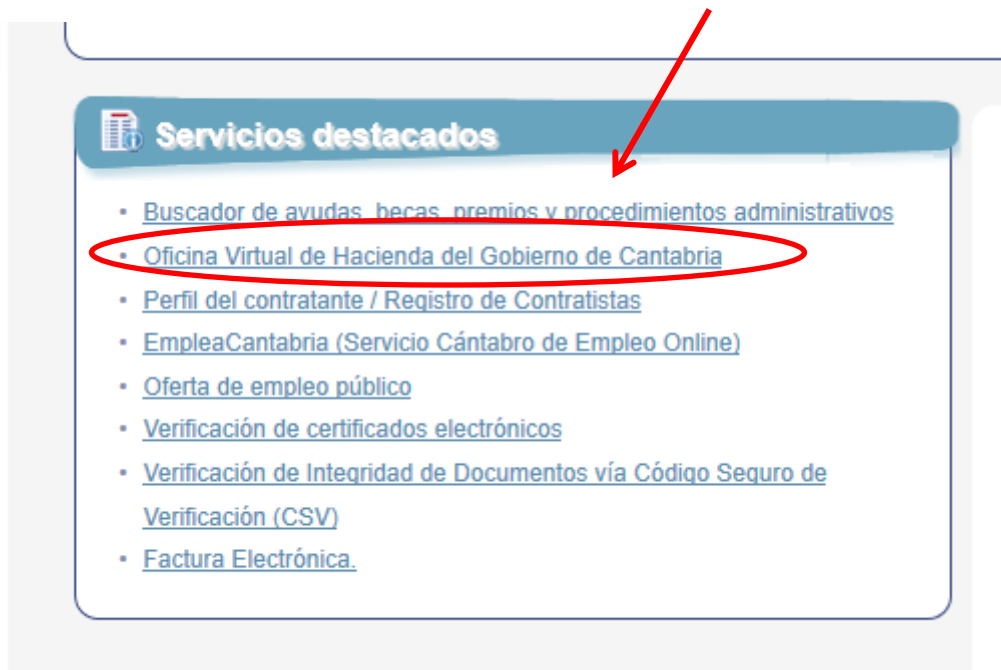 Servicios destacados
• Buscador de ayudas, becas, premios y procedimientos administrativos
• Oficina Virtual de Hacienda del Gobierno de Cantabria
• Perfil del contratante / Registro de Contratistas
• EmpleaCantabria (Servicio Cántabro de Empleo Online)
• Oferta de empleo público
• Verificación de certificados electrónicos
• Verificación de Integridad de Documentos vía Código Seguro de
Verificación (CSV)
• Factura Electrónica.